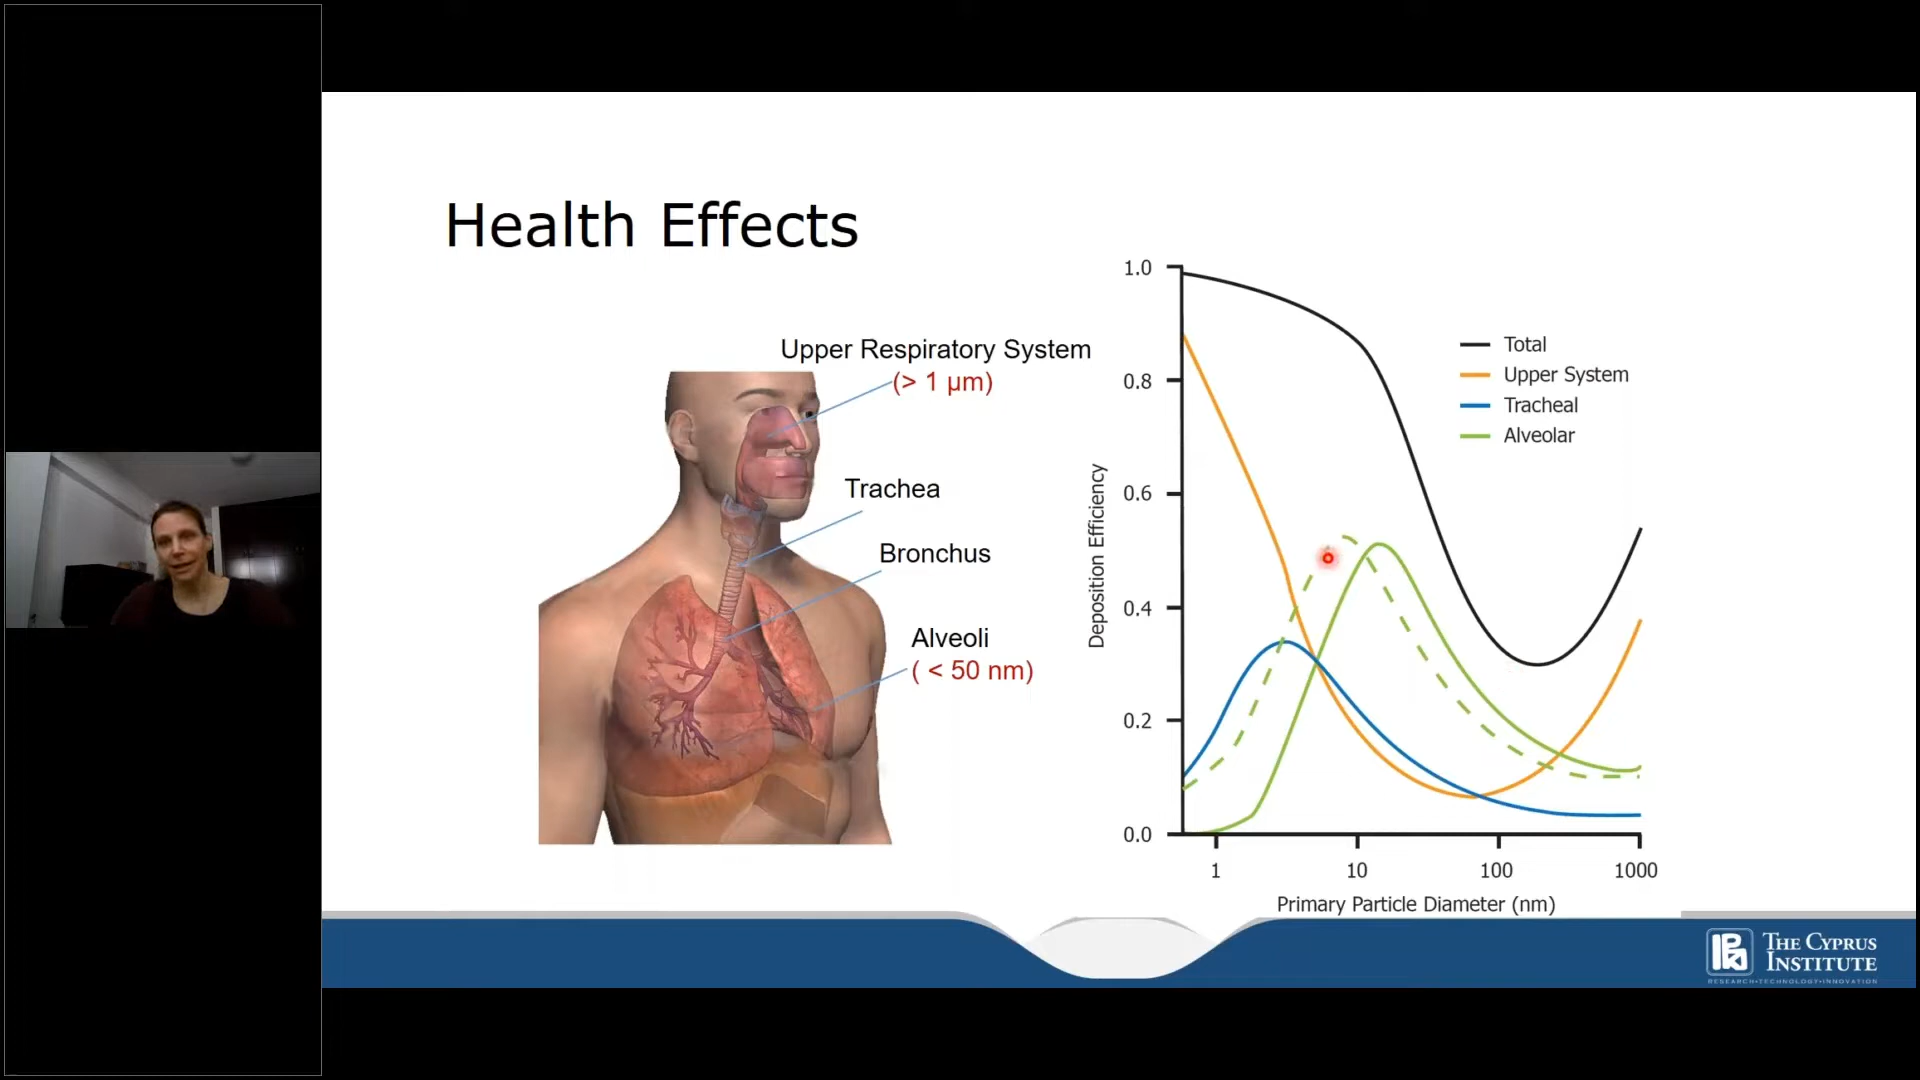 Health Effects
Upper Respiratory System
(> 1 µm)
Trachea
Bronchus
Alveoli
( < 50 nm)
Deposition Efficiency
1.0
0.8
0.6
0.4
0.2
0.0
1
10
100
1000
Primary Particle Diameter (nm)
Total
Upper System
Tracheal
Alveolar
THE CYPRUS
INSTITUTE
RESEARCH•TECHNOLOGY•INNOVATION